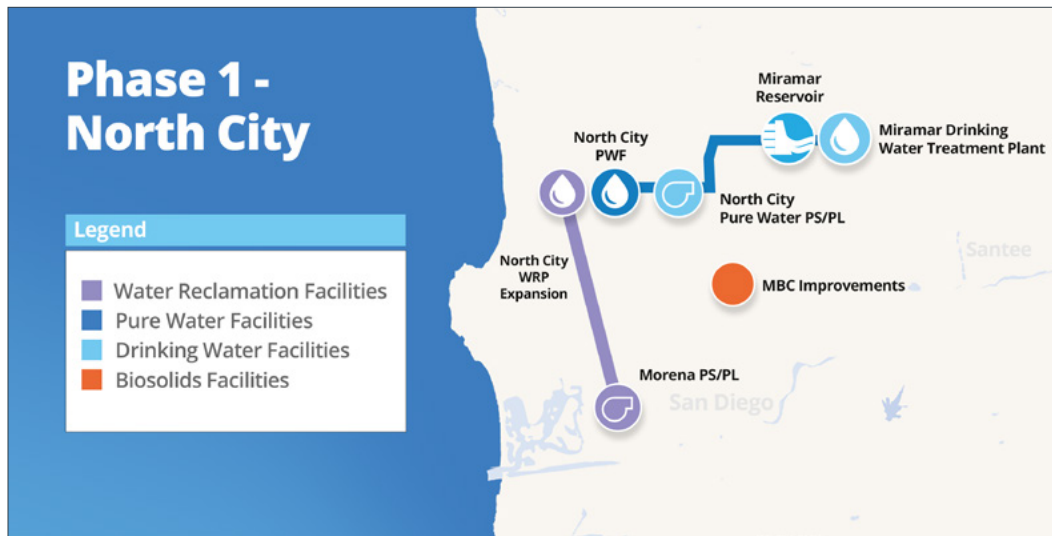 Phase 1 -
North City
Legend
Water Reclamation Facilities
Pure Water Facilities
Drinking Water Facilities
Biosolids Facilities
Miramar
Reservoir
Miramar Drinking
Water Treatment Plant
North City
PWF
North City
Pure Water PS/PL
North City
WRP
Expansion
Santee
MBC Improvements
Morena PS/PL
San Diego